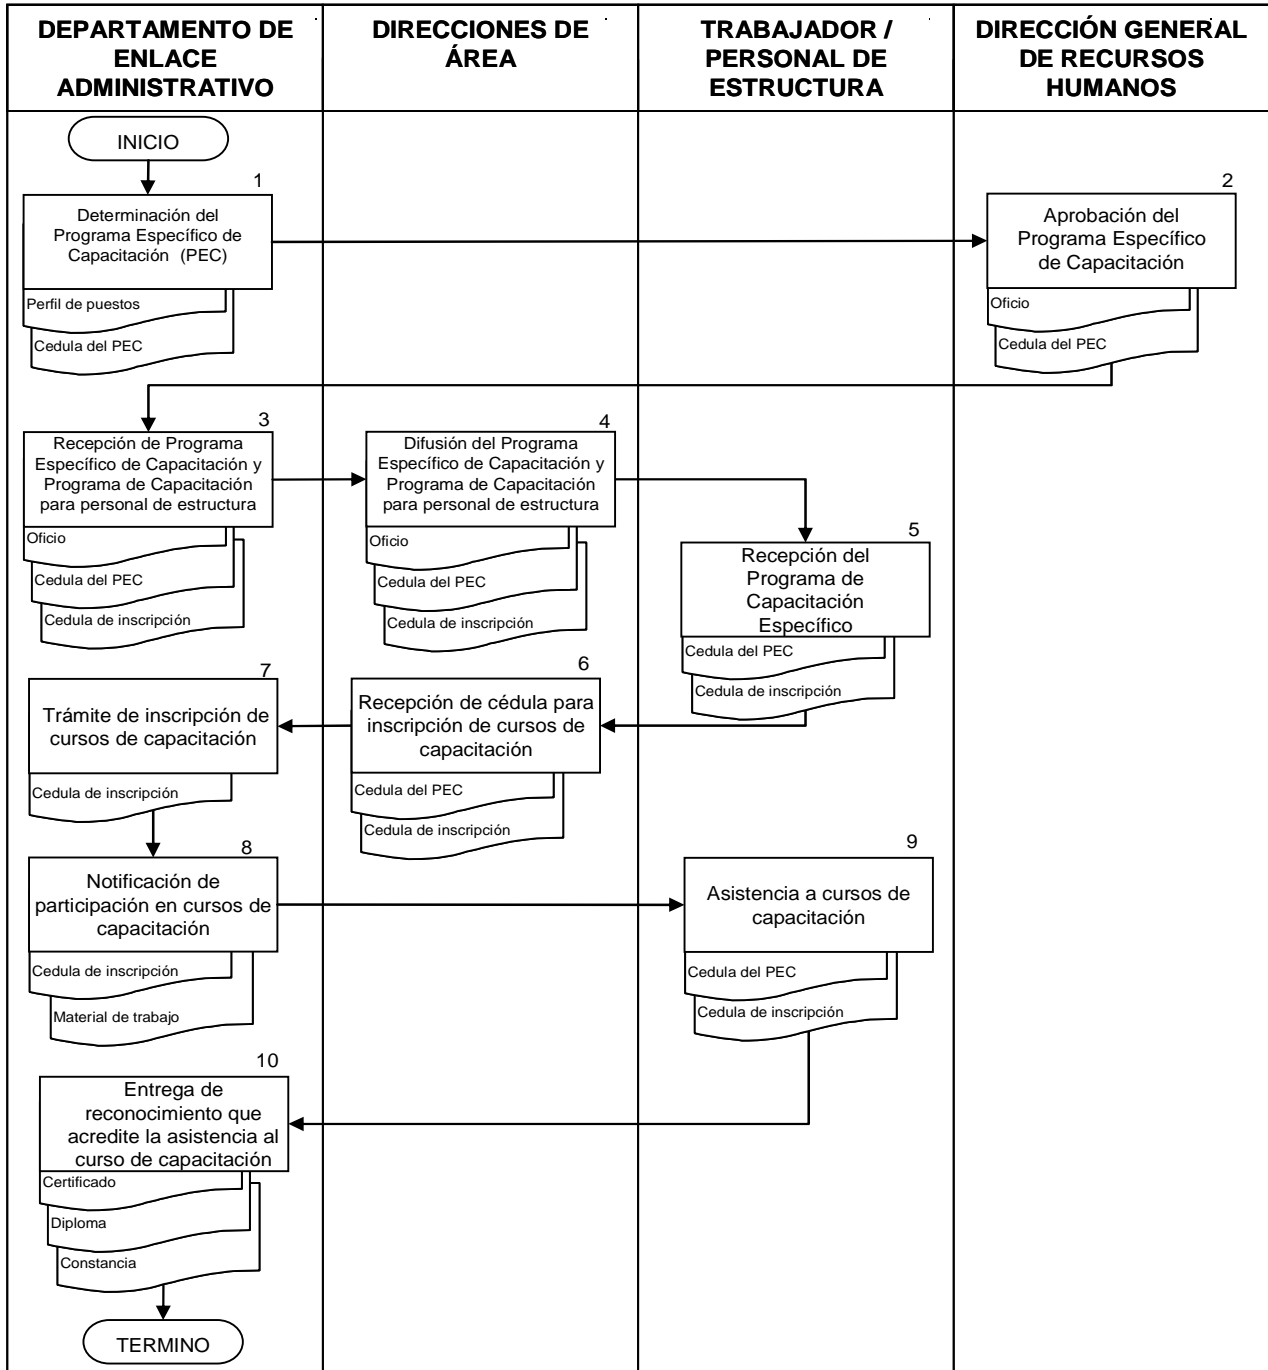 DEPARTAMENTO DE
ENLACE
ADMINISTRATIVO
DIRECCIONES DE
ÁREA
TRABAJADOR /
PERSONAL DE
ESTRUCTURA
DIRECCIÓN GENERAL
DE RECURSOS
HUMANOS
INICIO
1
Determinación del
Programa Específico de
Capacitación (PEC)
Perfil de puestos
Cedula del PEC
2
Aprobación del
Programa Específico
de Capacitación
Oficio
Cedula del PEC
3
Recepción de Programa
Específico de Capacitación y
Programa de Capacitación
para personal de estructura
Oficio
Cedula del PEC
Cedula de inscripción
4
Difusión del Programa
Específico de Capacitación y
Programa de Capacitación
para personal de estructura
Oficio
Cedula del PEC
Cedula de inscripción
5
Recepción del
Programa de
Capacitación
Específico
Cedula del PEC
Cedula de inscripción
6
Recepción de cédula para
inscripción de cursos de
capacitación
Cedula del PEC
Cedula de inscripción
7
Trámite de inscripción de
cursos de capacitación
Cedula de inscripción
8
Notificación de
participación en cursos de
capacitación
Cedula de inscripción
Material de trabajo
9
Asistencia a cursos de
capacitación
Cedula del PEC
Cedula de inscripción
10
Entrega de
reconocimiento que
acredite la asistencia al
curso de capacitación
Certificado
Diploma
Constancia
TERMINO